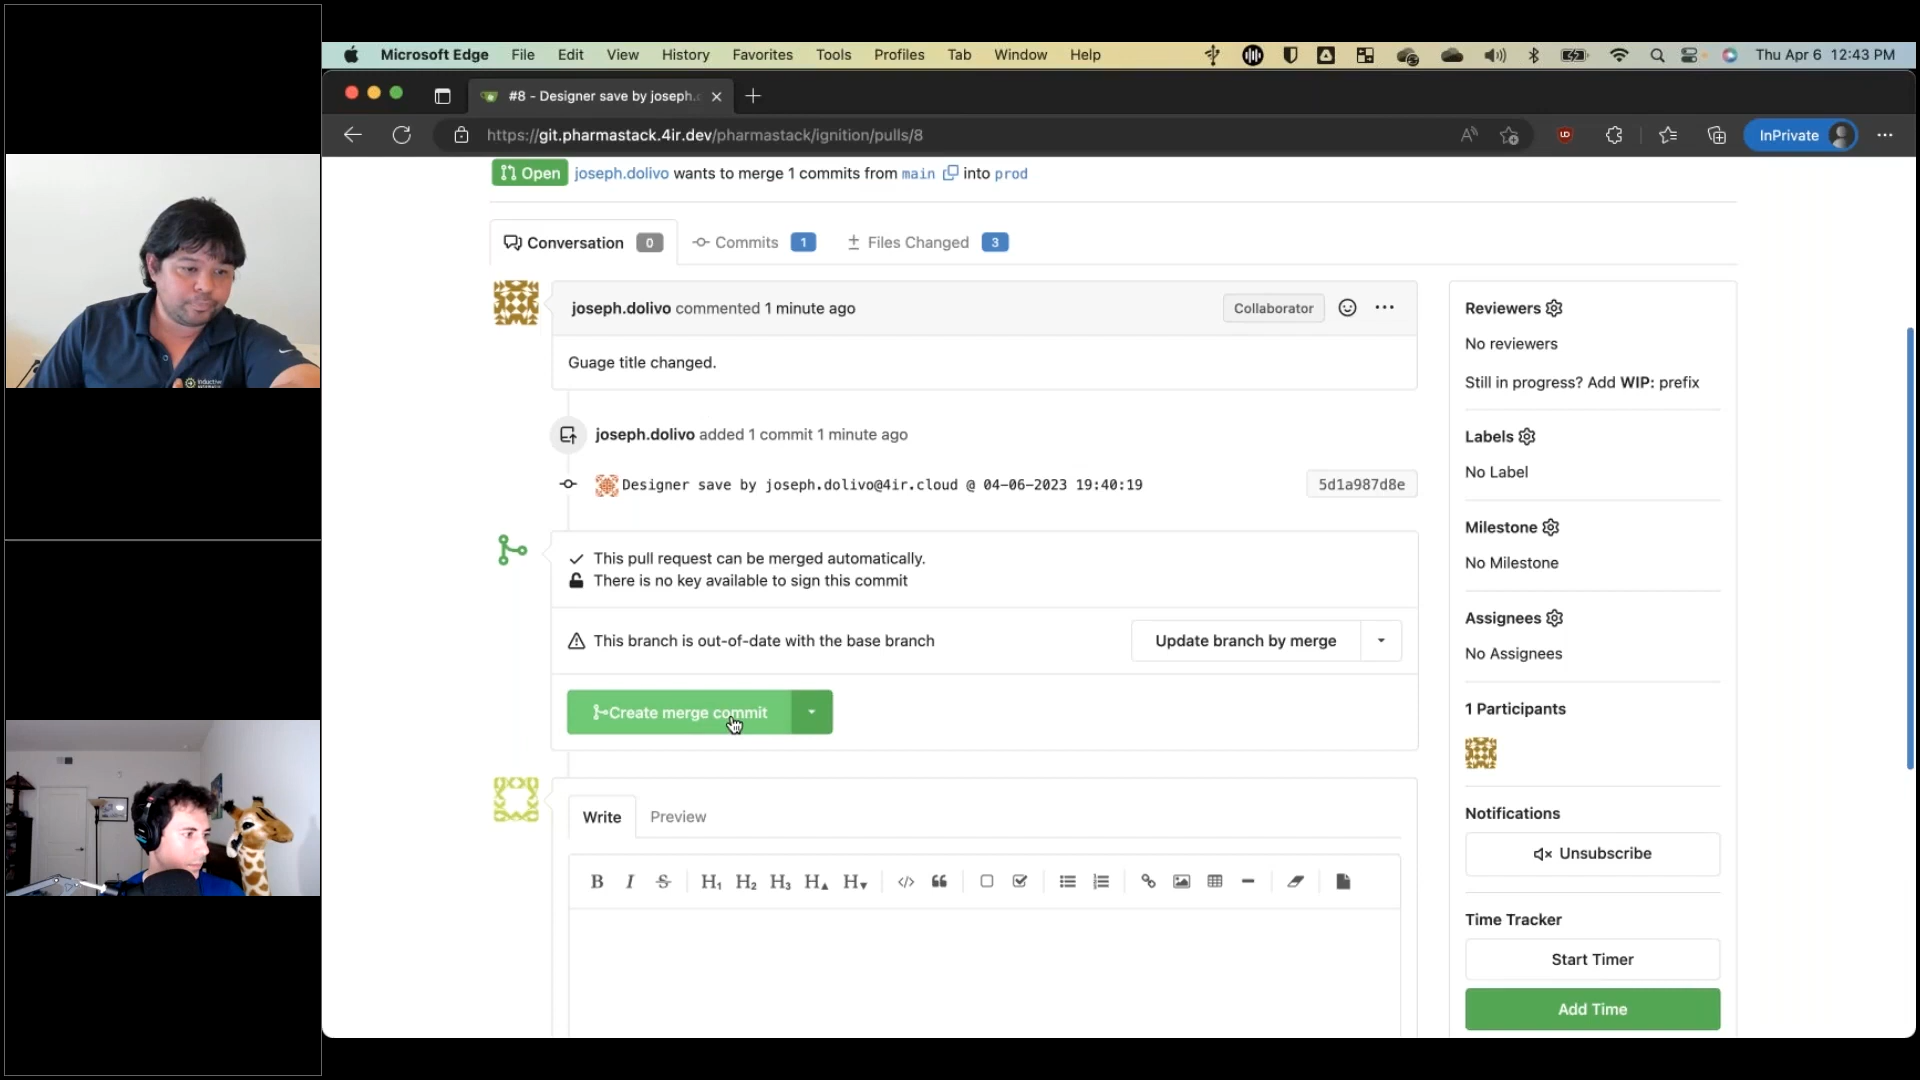 Microsoft Edge File Edit View History Favorites Tools Profiles Tab Window Help Thu Apr 6 12:43 PM
#8 - Designer save by joseph.
https://git.pharmastack.4ir.dev/pharmastack/ignition/pulls/8 InPrivate
Open joseph.dolivo wants to merge 1 commits from main into prod
Conversation 0 Commits 1 Files Changed 3
joseph.dolivo commented 1 minute ago Collaborator
Guage title changed.
joseph.dolivo added 1 commit 1 minute ago
Designer save by joseph.dolivo@4ir.cloud @ 04-06-2023 19:40:19 5d1a987d8e
This pull request can be merged automatically.
There is no key available to sign this commit
This branch is out-of-date with the base branch Update branch by merge
Create merge commit
Write Preview
B I S H1 H2 H3 H▲ H▼
Reviewers
No reviewers
Still in progress? Add WIP: prefix
Labels
No Label
Milestone
No Milestone
Assignees
No Assignees
1 Participants
Notifications
Unsubscribe
Time Tracker
Start Timer
Add Time